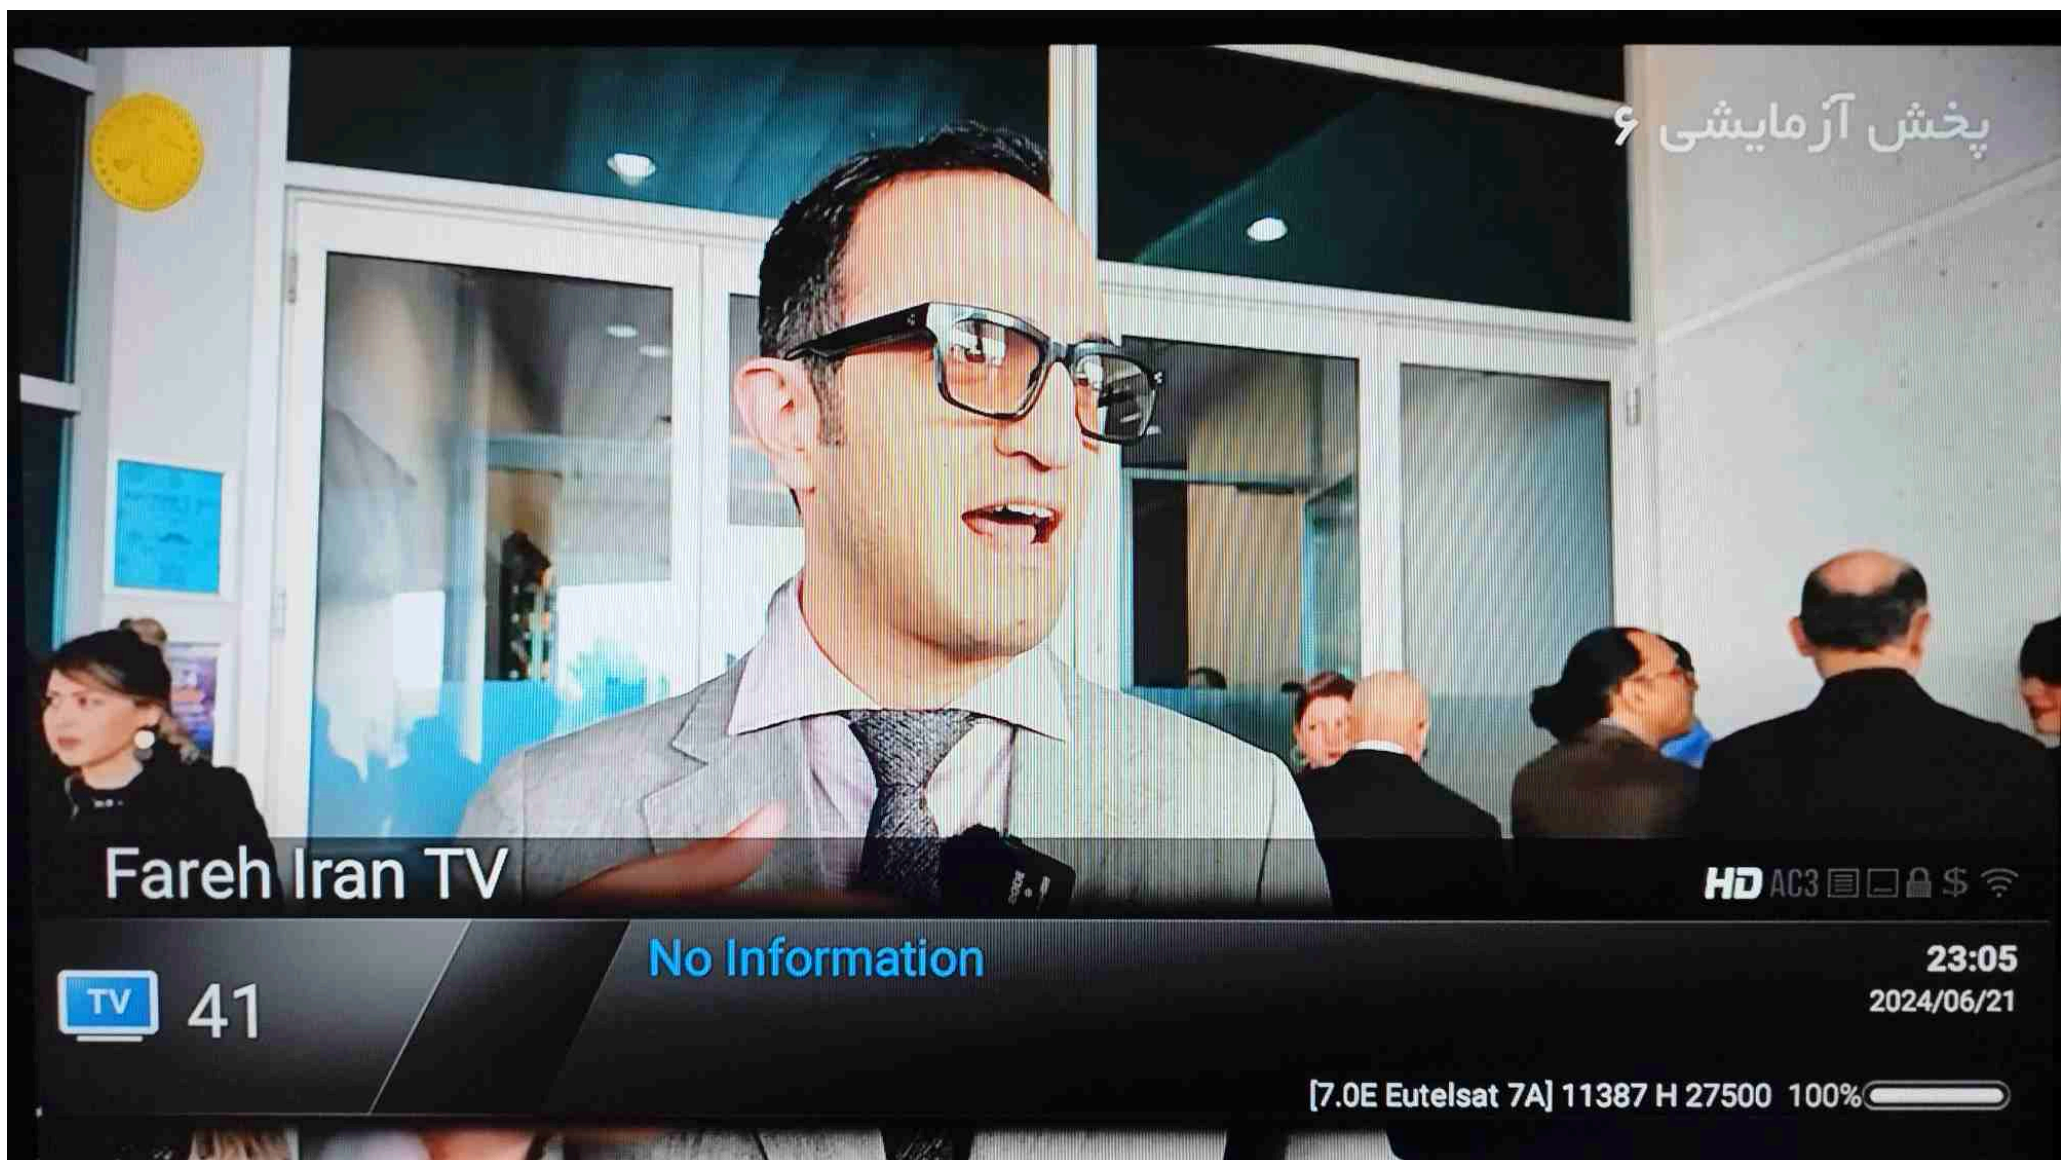 پخش آزمایشی ۶
Fareh Iran TV
HD AC3 $
No Information
TV 41
23:05
2024/06/21
[7.0E Eutelsat 7A] 11387 H 27500 100%